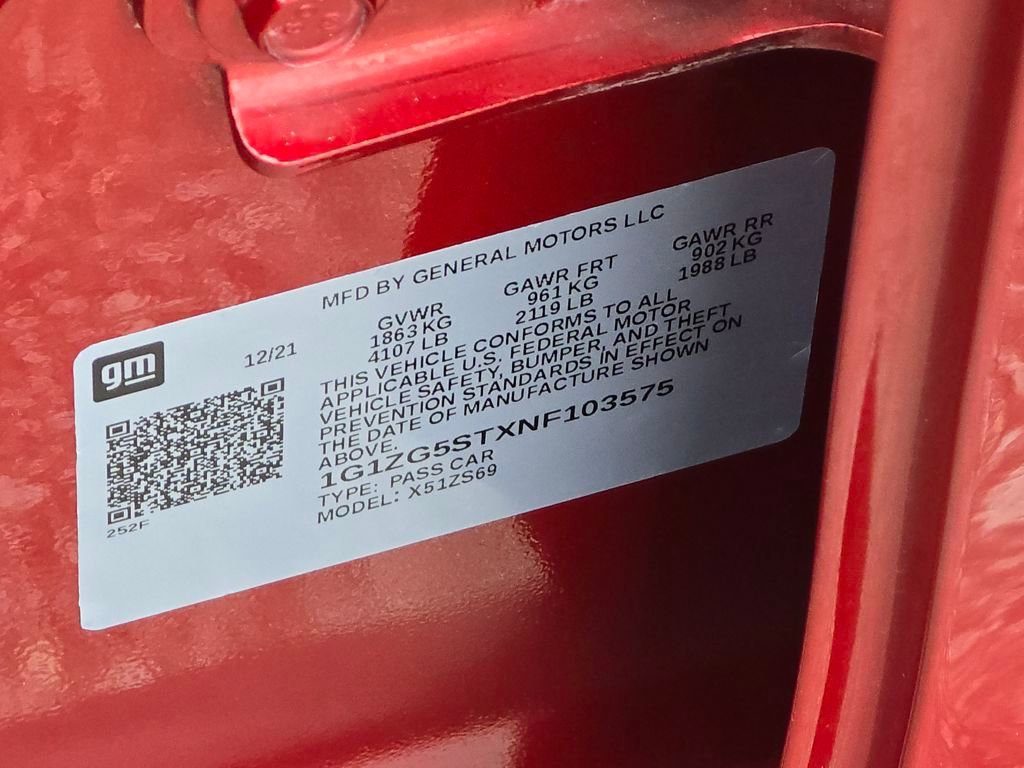 MFD BY GENERAL MOTORS LLC
gm
12/21
GVWR GAWR FRT GAWR RR
1863 KG 961 KG 902 KG
4107 LB 2119 LB 1988 LB
THIS VEHICLE CONFORMS TO ALL
APPLICABLE U.S. FEDERAL MOTOR
VEHICLE SAFETY, BUMPER, AND THEFT
PREVENTION STANDARDS IN EFFECT ON
THE DATE OF MANUFACTURE SHOWN
ABOVE.
1G1ZG5STXNF103575
TYPE: PASS CAR
MODEL: X51ZS69
252F